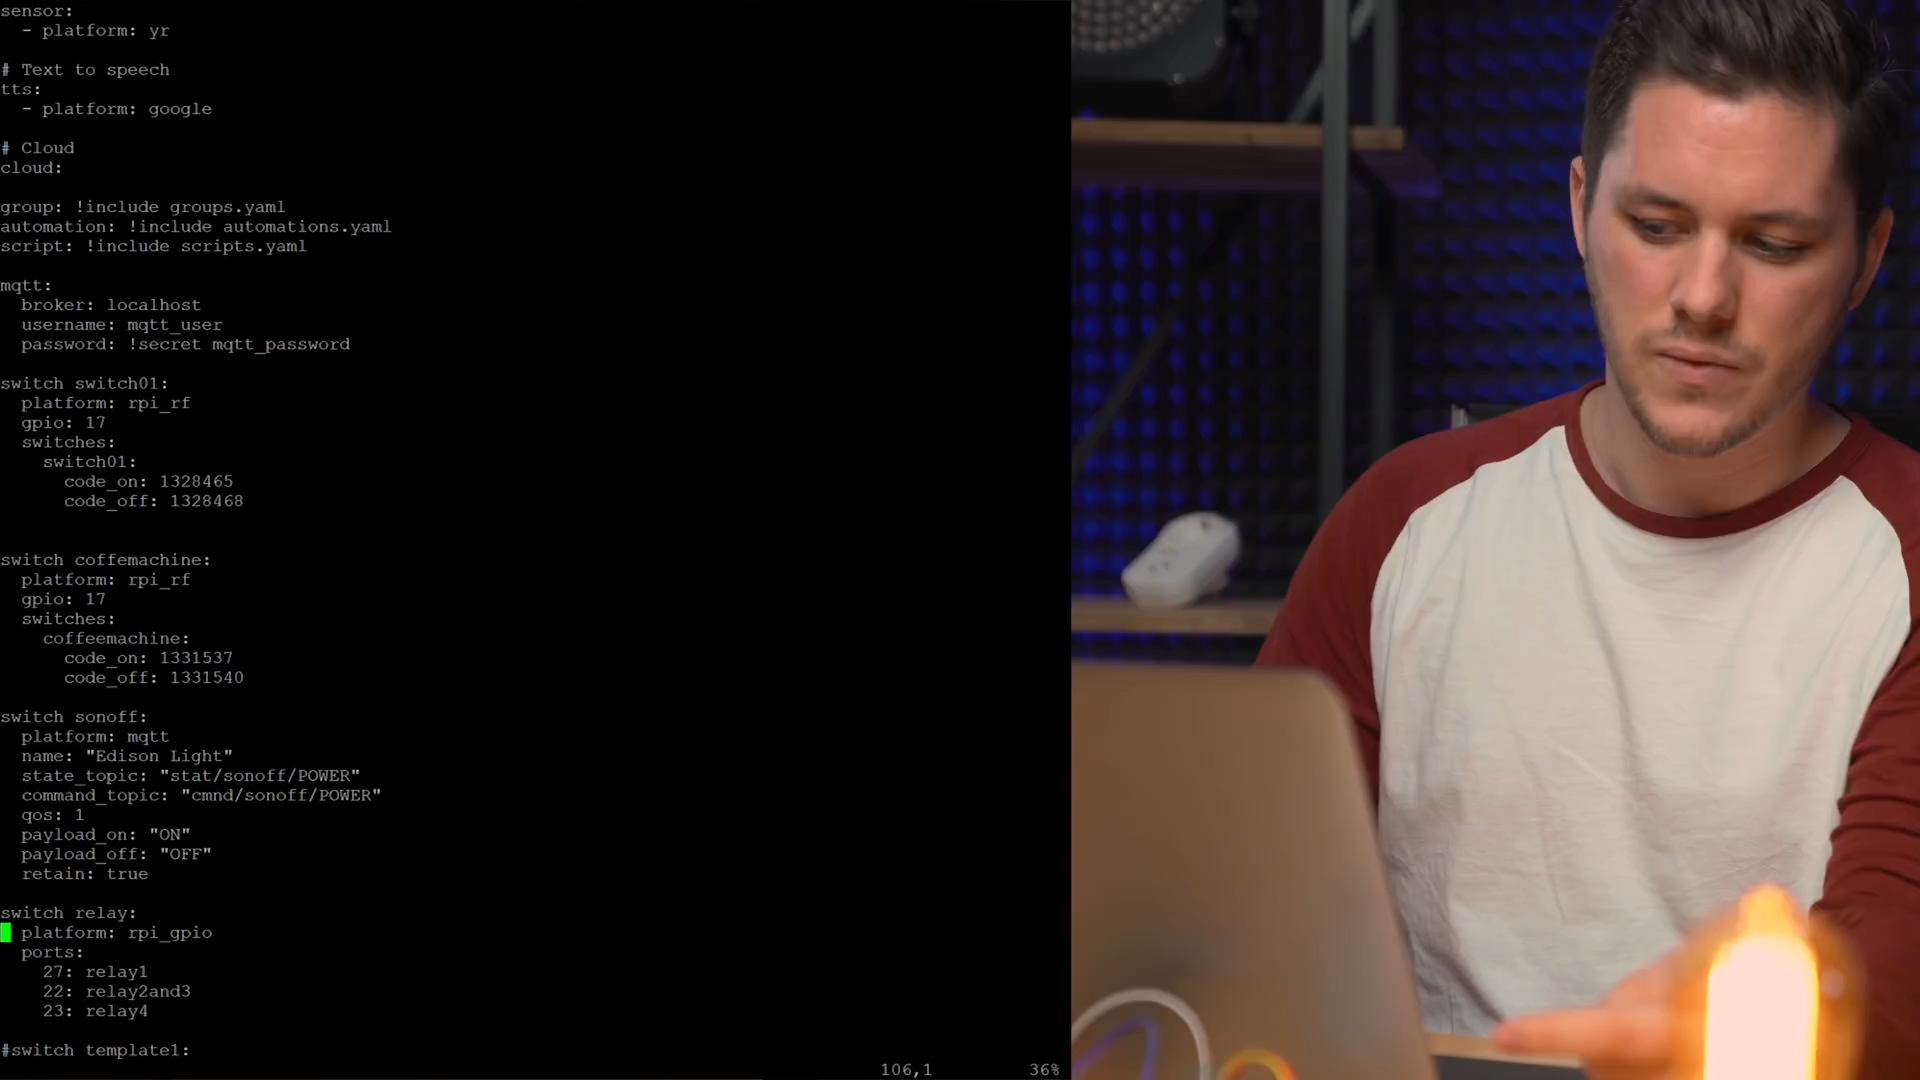 sensor:
  - platform: yr
# Text to speech
tts:
  - platform: google
# Cloud
cloud:
group: !include groups.yaml
automation: !include automations.yaml
script: !include scripts.yaml
mqtt:
  broker: localhost
  username: mqtt_user
  password: !secret mqtt_password
switch switch01:
  platform: rpi_rf
  gpio: 17
  switches:
    switch01:
      code_on: 1328465
      code_off: 1328468
switch coffemachine:
  platform: rpi_rf
  gpio: 17
  switches:
    coffeemachine:
      code_on: 1331537
      code_off: 1331540
switch sonoff:
  platform: mqtt
  name: "Edison Light"
  state_topic: "stat/sonoff/POWER"
  command_topic: "cmnd/sonoff/POWER"
  qos: 1
  payload_on: "ON"
  payload_off: "OFF"
  retain: true
switch relay:
  platform: rpi_gpio
  ports:
    27: relay1
    22: relay2and3
    23: relay4
#switch template1:
106,1 36%